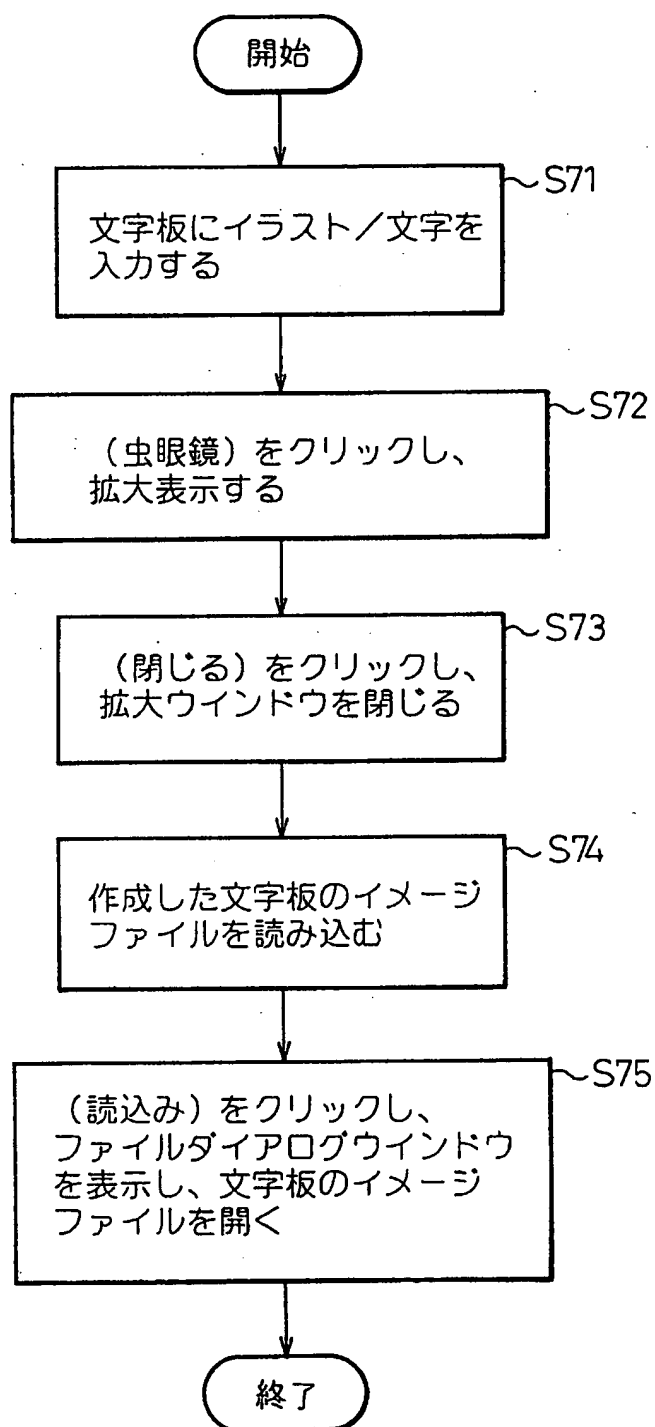 開始
S71
文字板にイラスト／文字を
入力する
S72
（虫眼鏡）をクリックし、
拡大表示する
S73
（閉じる）をクリックし、
拡大ウインドウを閉じる
S74
作成した文字板のイメージ
ファイルを読み込む
S75
（読込み）をクリックし、
ファイルダイアログウインドウ
を表示し、文字板のイメージ
ファイルを開く
終了